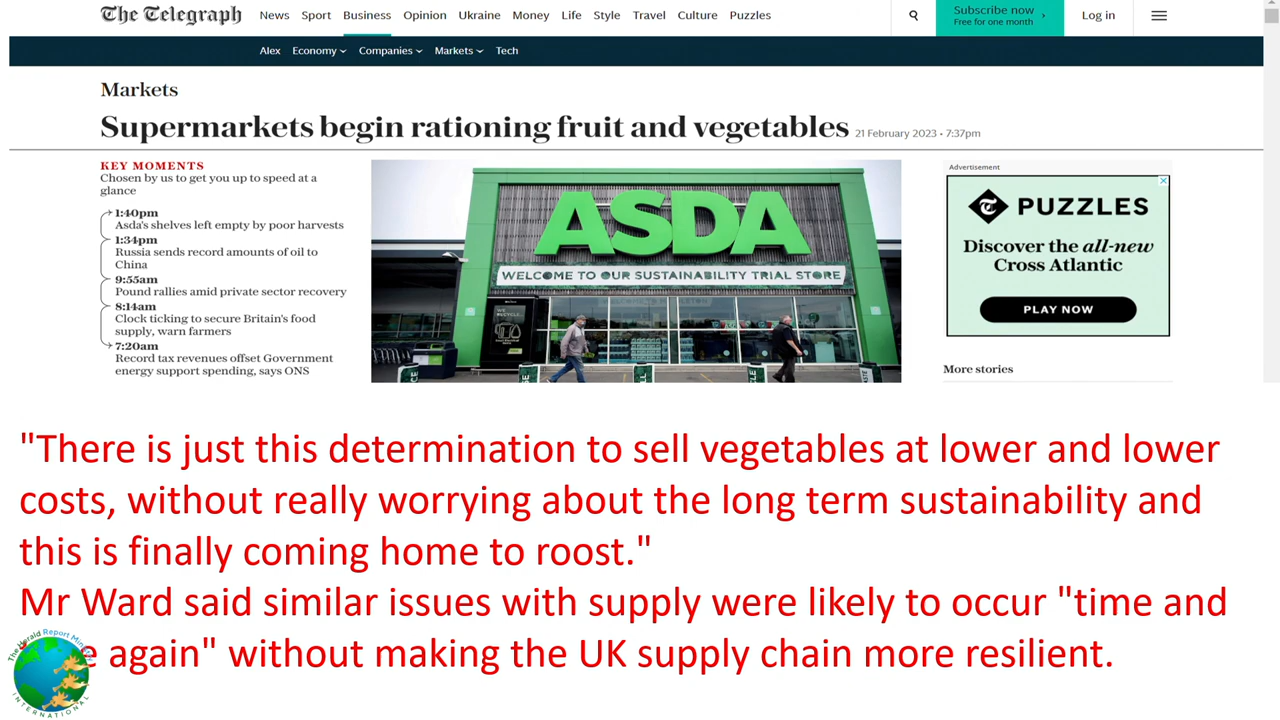 The Telegraph
News Sport Business Opinion Ukraine Money Life Style Travel Culture Puzzles
Subscribe now
Free for one month
Log in
Alex Economy Companies Markets Tech
Markets
Supermarkets begin rationing fruit and vegetables 21 February 2023 • 7:37pm
KEY MOMENTS
Chosen by us to get you up to speed at a
glance
1:40pm
Asda's shelves left empty by poor harvests
1:34pm
Russia sends record amounts of oil to
China
9:55am
Pound rallies amid private sector recovery
8:14am
Clock ticking to secure Britain's food
supply, warn farmers
7:20am
Record tax revenues offset Government
energy support spending, says ONS
ASDA
WELCOME TO OUR SUSTAINABILITY TRIAL STORE
WE
RECYCLE
Advertisement
PUZZLES
Discover the all-new
Cross Atlantic
PLAY NOW
More stories
"There is just this determination to sell vegetables at lower and lower
costs, without really worrying about the long term sustainability and
this is finally coming home to roost."
Mr Ward said similar issues with supply were likely to occur "time and
again" without making the UK supply chain more resilient.
The Herald Report
INTERNATIONAL